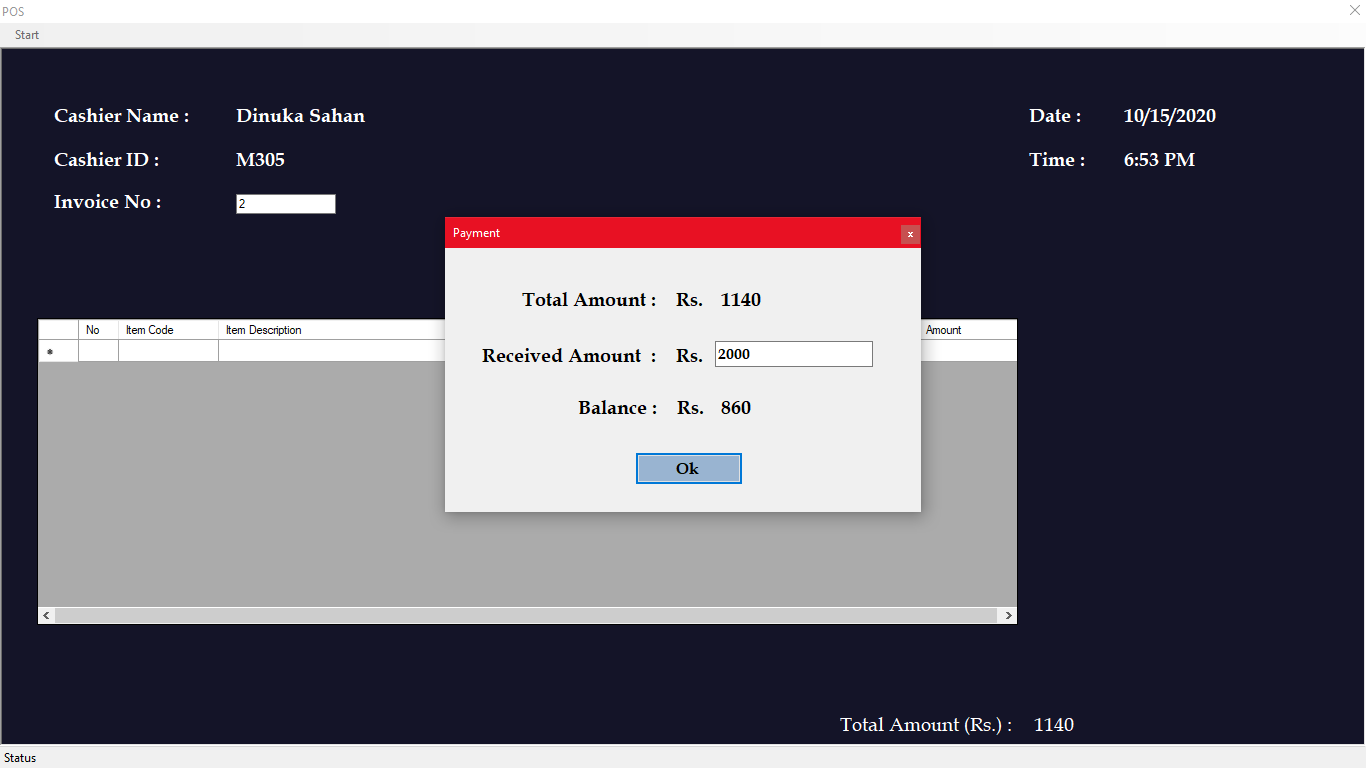 POS
Start
Cashier Name : Dinuka Sahan Date : 10/15/2020
Cashier ID : M305 Time : 6:53 PM
Invoice No : 2
Payment x
Total Amount : Rs. 1140
No Item Code Item Description Amount
Received Amount : Rs. 2000
Balance : Rs. 860
Ok
Total Amount (Rs.) : 1140
Status